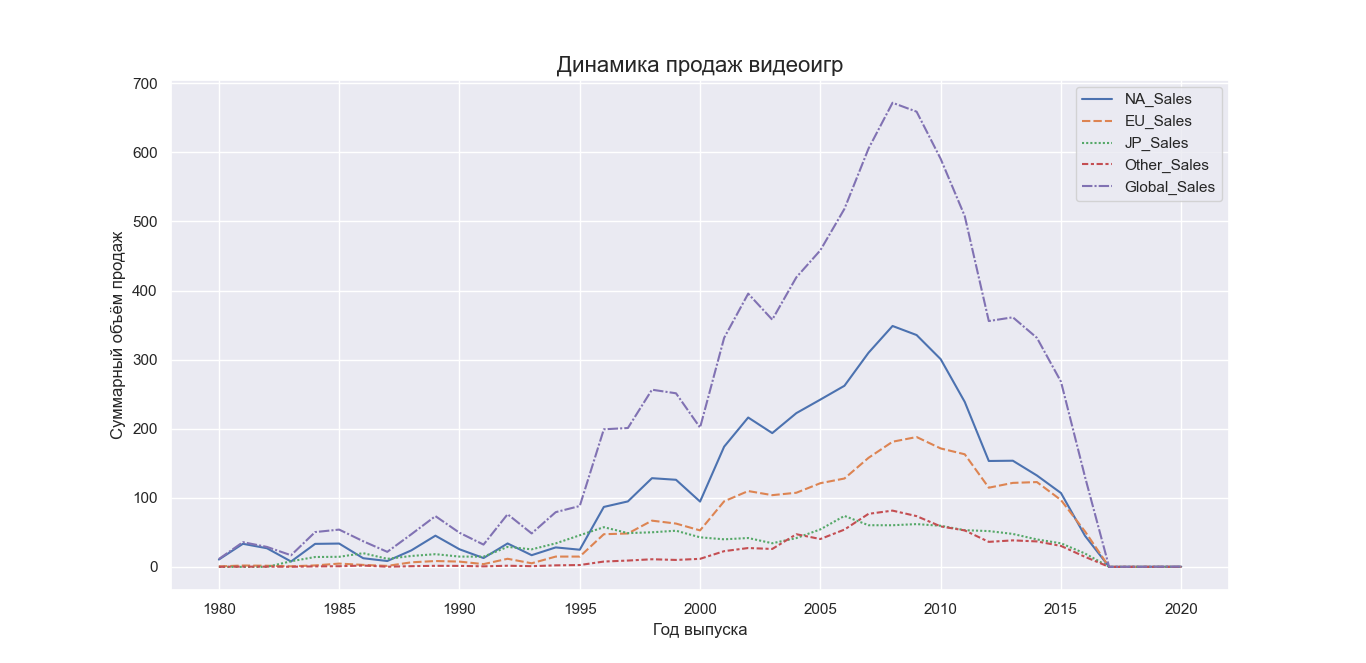 Динамика продаж видеоигр
700
600
500
400
300
200
100
0
Суммарный объём продаж
NA_Sales
EU_Sales
JP_Sales
Other_Sales
Global_Sales
1980 1985 1990 1995 2000 2005 2010 2015 2020
Год выпуска